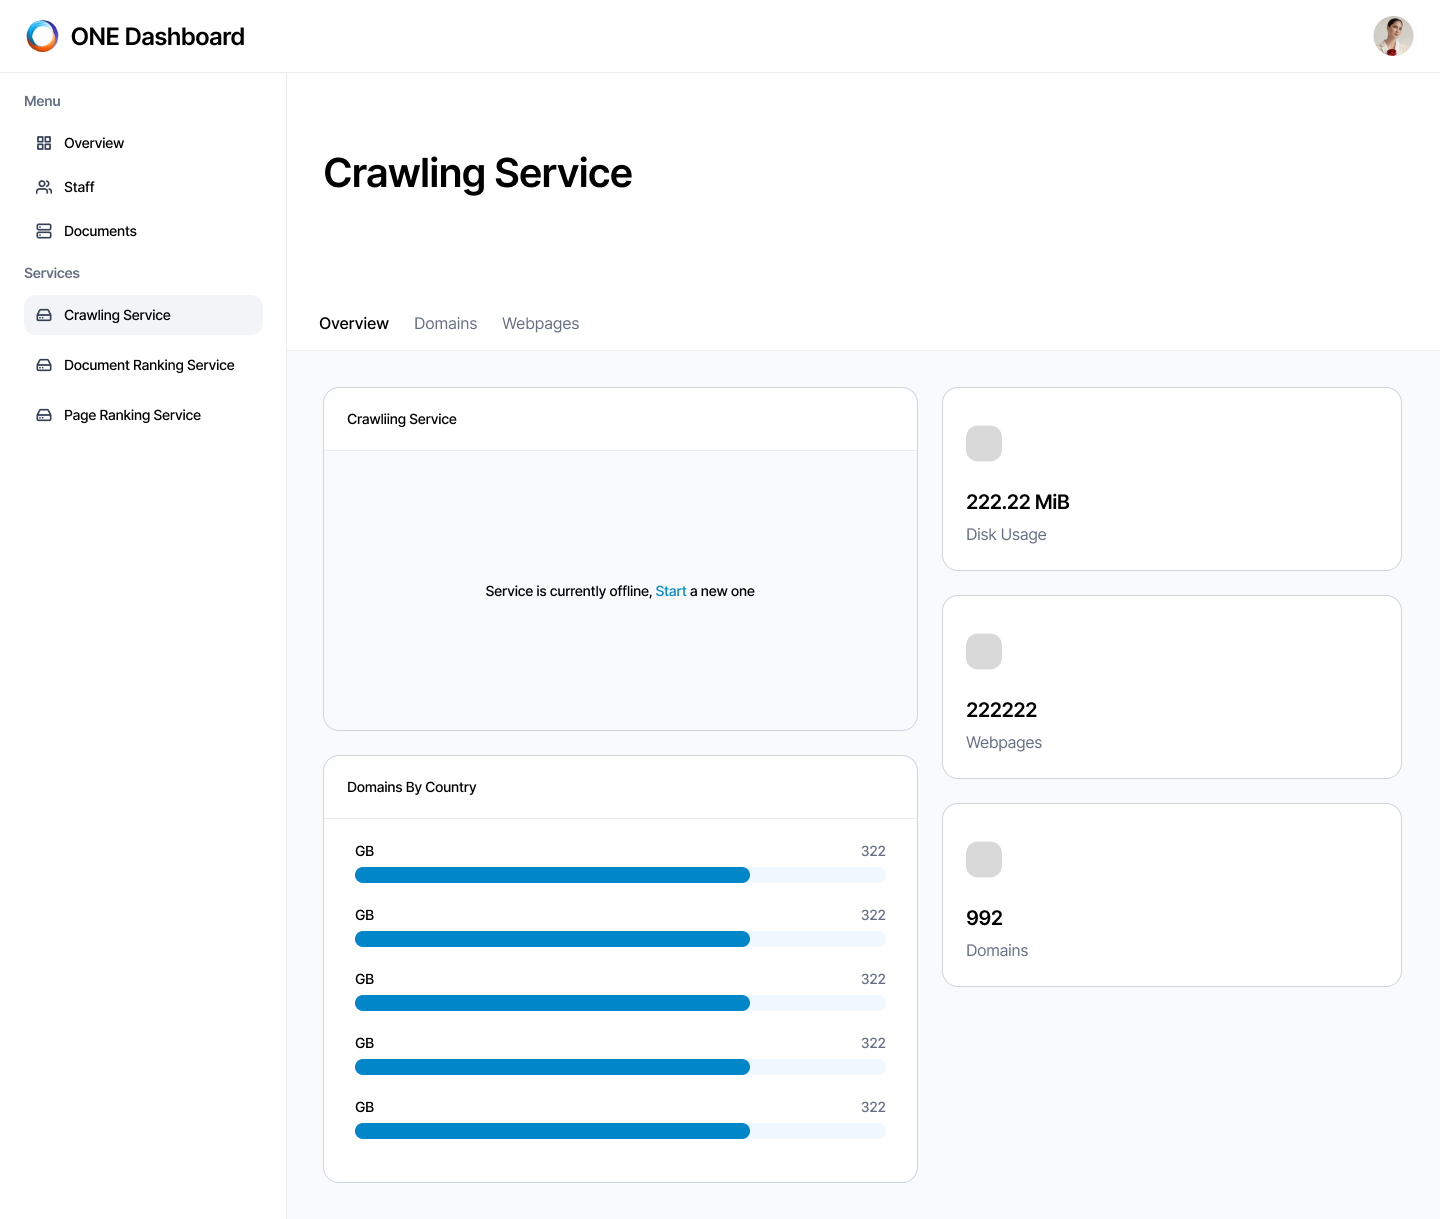 ONE Dashboard
Menu
Overview
Staff
Documents
Services
Crawling Service
Document Ranking Service
Page Ranking Service
Crawling Service
Overview Domains Webpages
Crawliing Service
Service is currently offline, Start a new one
Domains By Country
GB 322
GB 322
GB 322
GB 322
GB 322
222.22 MiB
Disk Usage
222222
Webpages
992
Domains